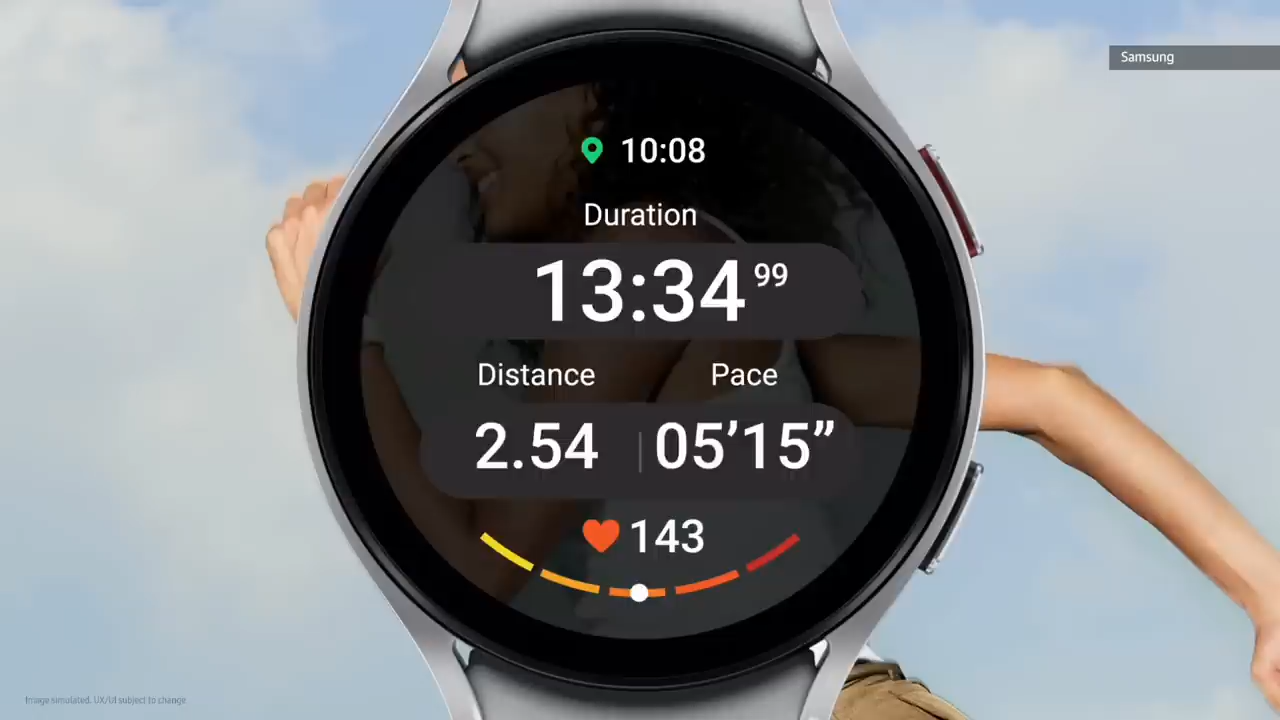 Samsung
10:08
Duration
13:34 99
Distance Pace
2.54 05’15”
143
Image simulated. UX/UI subject to change